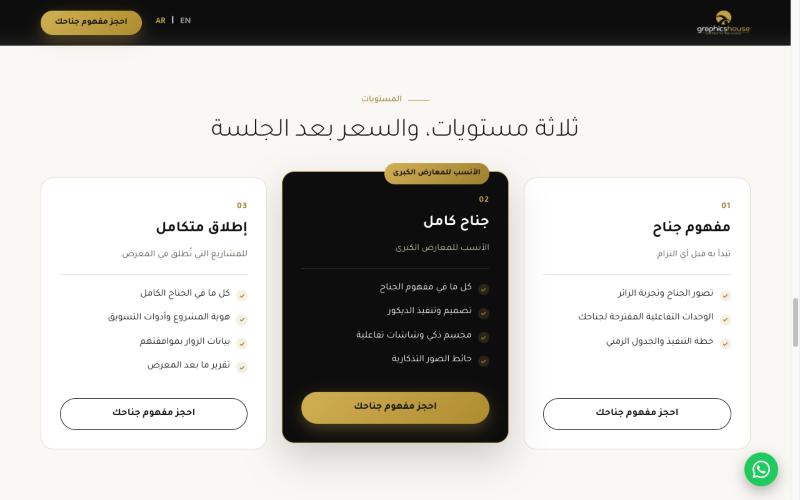 graphicshouse
EN | AR
احجز مفهوم جناحك
المستويات
ثلاثة مستويات، والسعر بعد الجلسة
01
مفهوم جناح
تبدأ به قبل أي التزام
تصور الجناح وتجربة الزائر
الوحدات التفاعلية المقترحة لجناحك
خطة التنفيذ والجدول الزمني
احجز مفهوم جناحك
الأنسب للمعارض الكبرى
02
جناح كامل
الأنسب للمعارض الكبرى
كل ما في مفهوم الجناح
تصميم وتنفيذ الديكور
مجسم ذكي وشاشات تفاعلية
حائط الصور التذكارية
احجز مفهوم جناحك
03
إطلاق متكامل
للمشاريع التي تُطلق في المعرض
كل ما في الجناح الكامل
هوية المشروع وأدوات التسويق
بيانات الزوار بموافقتهم
تقرير ما بعد المعرض
احجز مفهوم جناحك